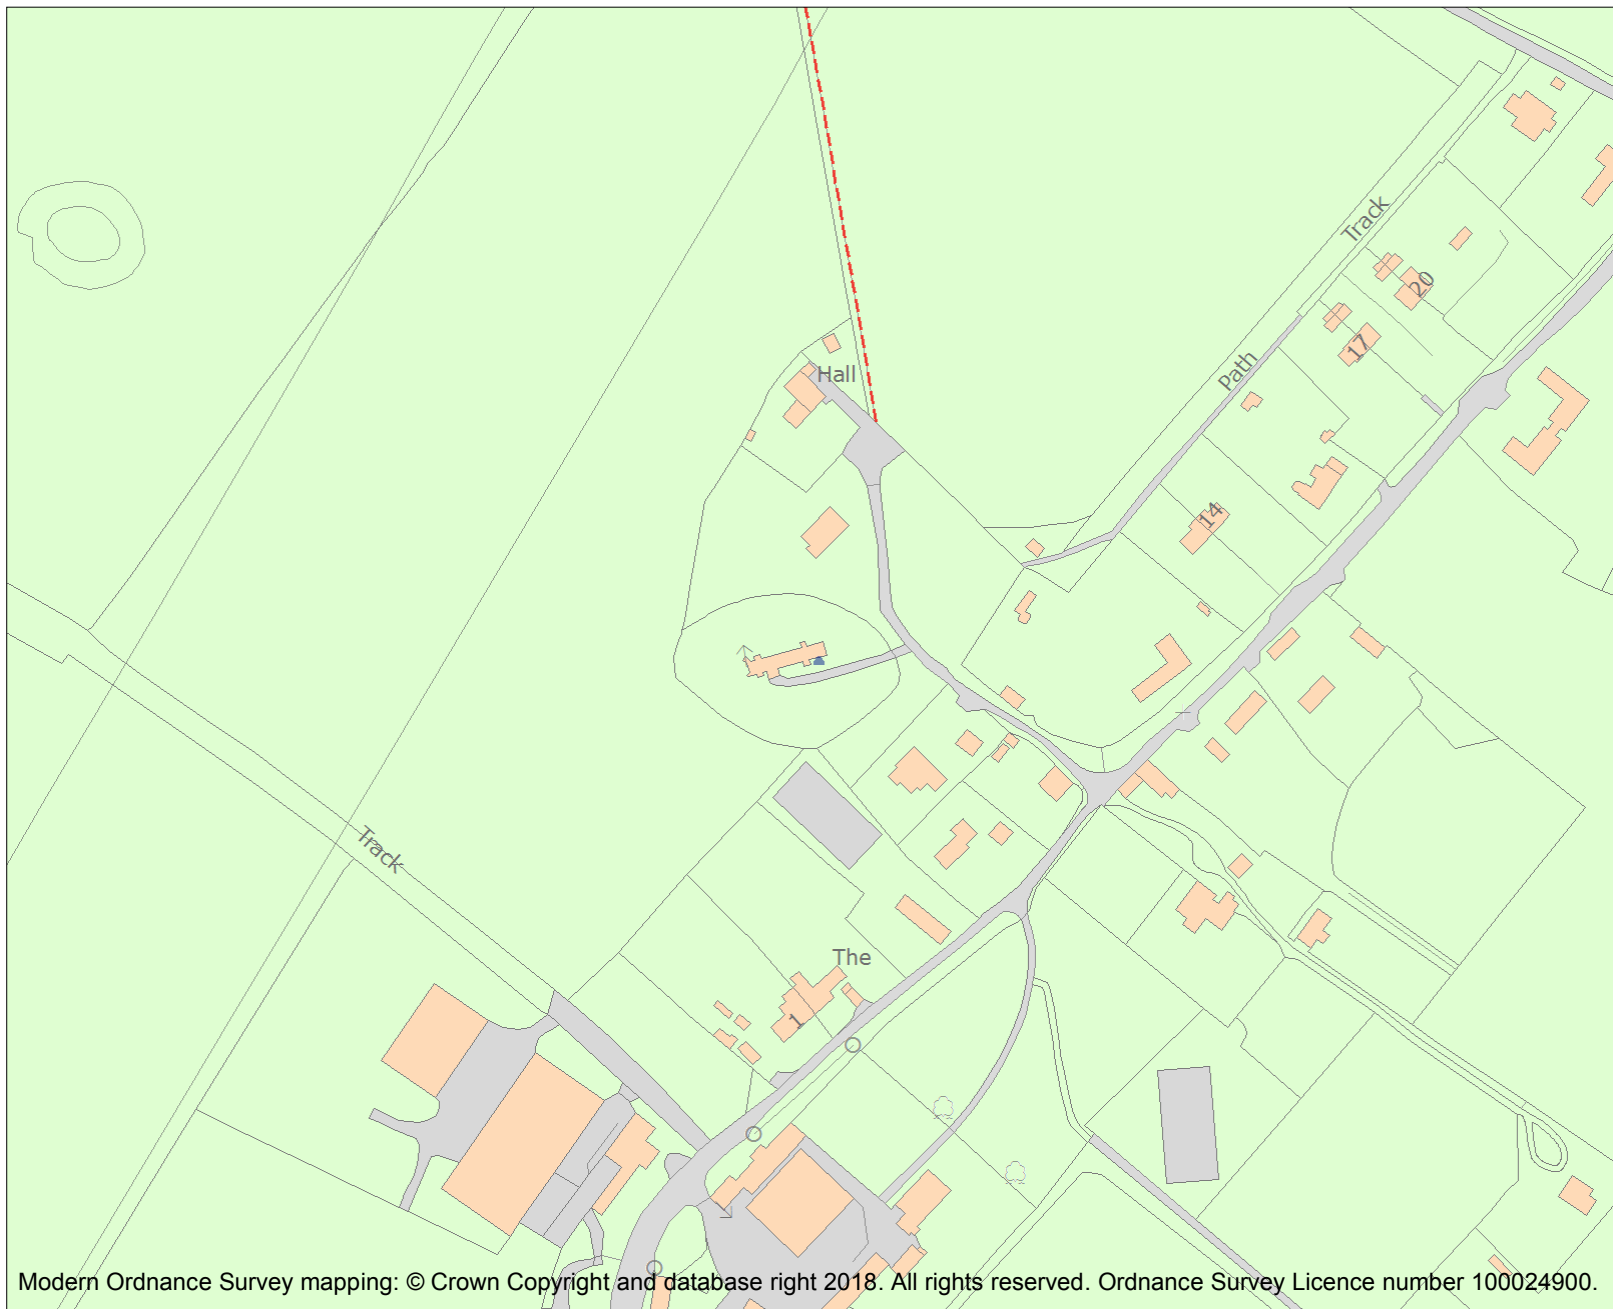 Track
20
17
Path
Hall
14
Track
The
1
Modern Ordnance Survey mapping: © Crown Copyright and database right 2018. All rights reserved. Ordnance Survey Licence number 100024900.